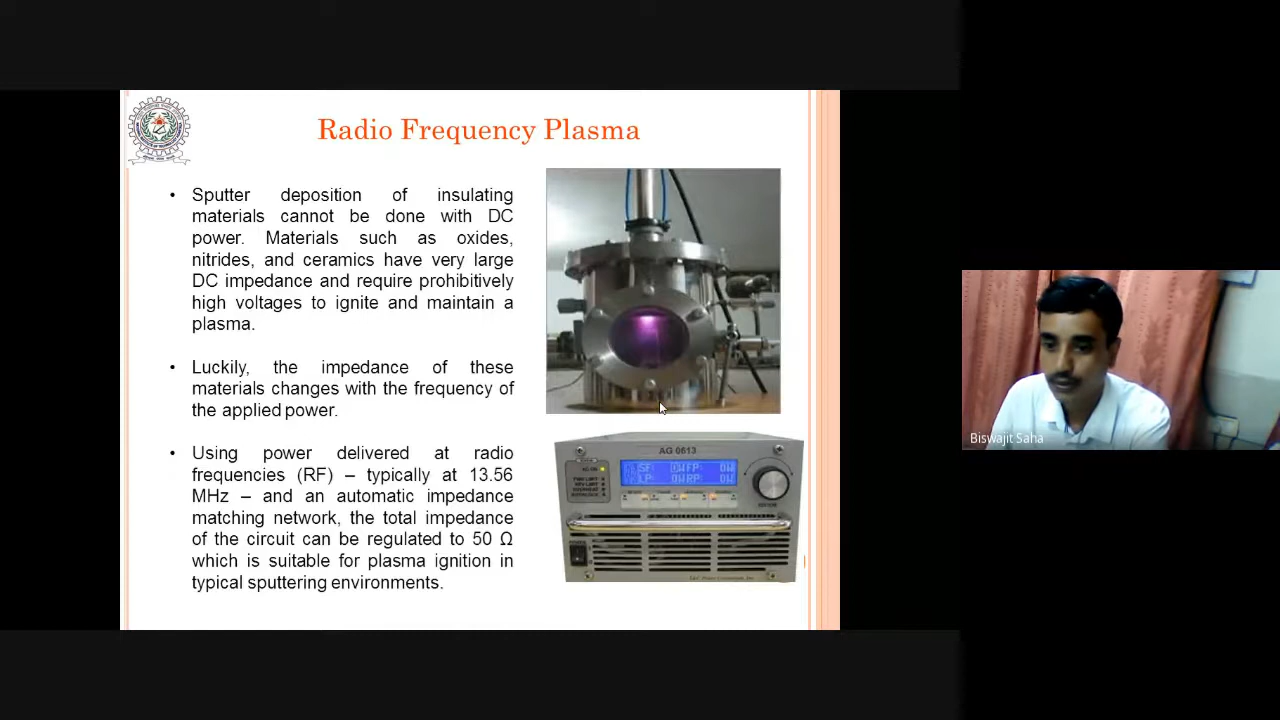 Radio Frequency Plasma
• Sputter deposition of insulating
materials cannot be done with DC
power. Materials such as oxides,
nitrides, and ceramics have very large
DC impedance and require prohibitively
high voltages to ignite and maintain a
plasma.
• Luckily, the impedance of these
materials changes with the frequency of
the applied power.
• Using power delivered at radio
frequencies (RF) – typically at 13.56
MHz – and an automatic impedance
matching network, the total impedance
of the circuit can be regulated to 50 Ω
which is suitable for plasma ignition in
typical sputtering environments.
AG 0613
Biswajit Saha